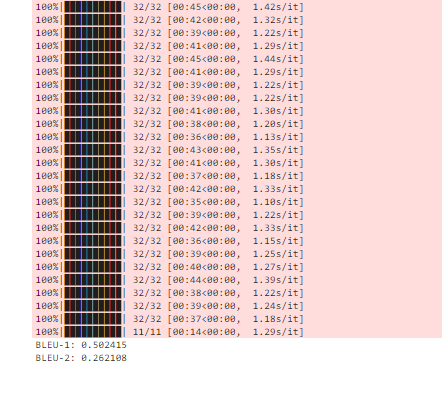 100%|██████████| 32/32 [00:45<00:00,  1.42s/it]
100%|██████████| 32/32 [00:42<00:00,  1.32s/it]
100%|██████████| 32/32 [00:39<00:00,  1.22s/it]
100%|██████████| 32/32 [00:41<00:00,  1.29s/it]
100%|██████████| 32/32 [00:45<00:00,  1.44s/it]
100%|██████████| 32/32 [00:41<00:00,  1.29s/it]
100%|██████████| 32/32 [00:39<00:00,  1.22s/it]
100%|██████████| 32/32 [00:39<00:00,  1.22s/it]
100%|██████████| 32/32 [00:41<00:00,  1.30s/it]
100%|██████████| 32/32 [00:38<00:00,  1.20s/it]
100%|██████████| 32/32 [00:36<00:00,  1.13s/it]
100%|██████████| 32/32 [00:43<00:00,  1.35s/it]
100%|██████████| 32/32 [00:41<00:00,  1.30s/it]
100%|██████████| 32/32 [00:37<00:00,  1.18s/it]
100%|██████████| 32/32 [00:42<00:00,  1.33s/it]
100%|██████████| 32/32 [00:35<00:00,  1.10s/it]
100%|██████████| 32/32 [00:39<00:00,  1.22s/it]
100%|██████████| 32/32 [00:42<00:00,  1.33s/it]
100%|██████████| 32/32 [00:36<00:00,  1.15s/it]
100%|██████████| 32/32 [00:39<00:00,  1.25s/it]
100%|██████████| 32/32 [00:40<00:00,  1.27s/it]
100%|██████████| 32/32 [00:44<00:00,  1.39s/it]
100%|██████████| 32/32 [00:38<00:00,  1.22s/it]
100%|██████████| 32/32 [00:39<00:00,  1.24s/it]
100%|██████████| 32/32 [00:37<00:00,  1.18s/it]
100%|██████████| 11/11 [00:14<00:00,  1.29s/it]
BLEU-1: 0.502415
BLEU-2: 0.262108